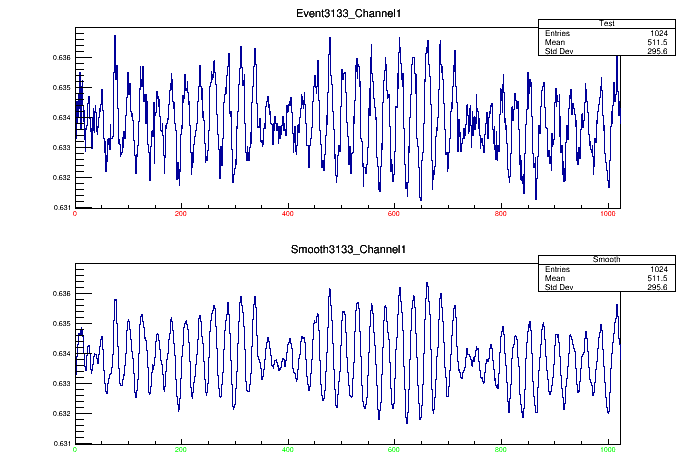 Event3133_Channel1
Test
Entries 1024
Mean 511.5
Std Dev 295.6
0.636
0.635
0.634
0.633
0.632
0.631
0 200 400 600 800 1000
Smooth3133_Channel1
Smooth
Entries 1024
Mean 511.5
Std Dev 295.6
0.636
0.635
0.634
0.633
0.632
0.631
0 200 400 600 800 1000